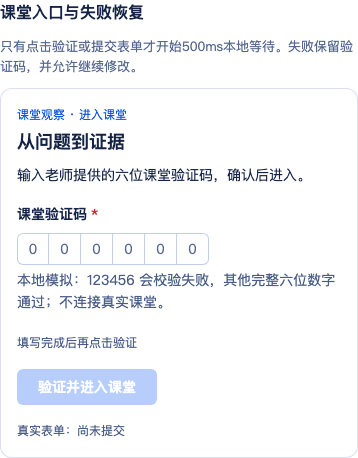 课堂入口与失败恢复
只有点击验证或提交表单才开始500ms本地等待。失败保留验
证码，并允许继续修改。
课堂观察 · 进入课堂
从问题到证据
输入老师提供的六位课堂验证码，确认后进入。
课堂验证码 *
0 0 0 0 0 0
本地模拟：123456 会校验失败，其他完整六位数字
通过；不连接真实课堂。
填写完成后再点击验证
验证并进入课堂
真实表单：尚未提交